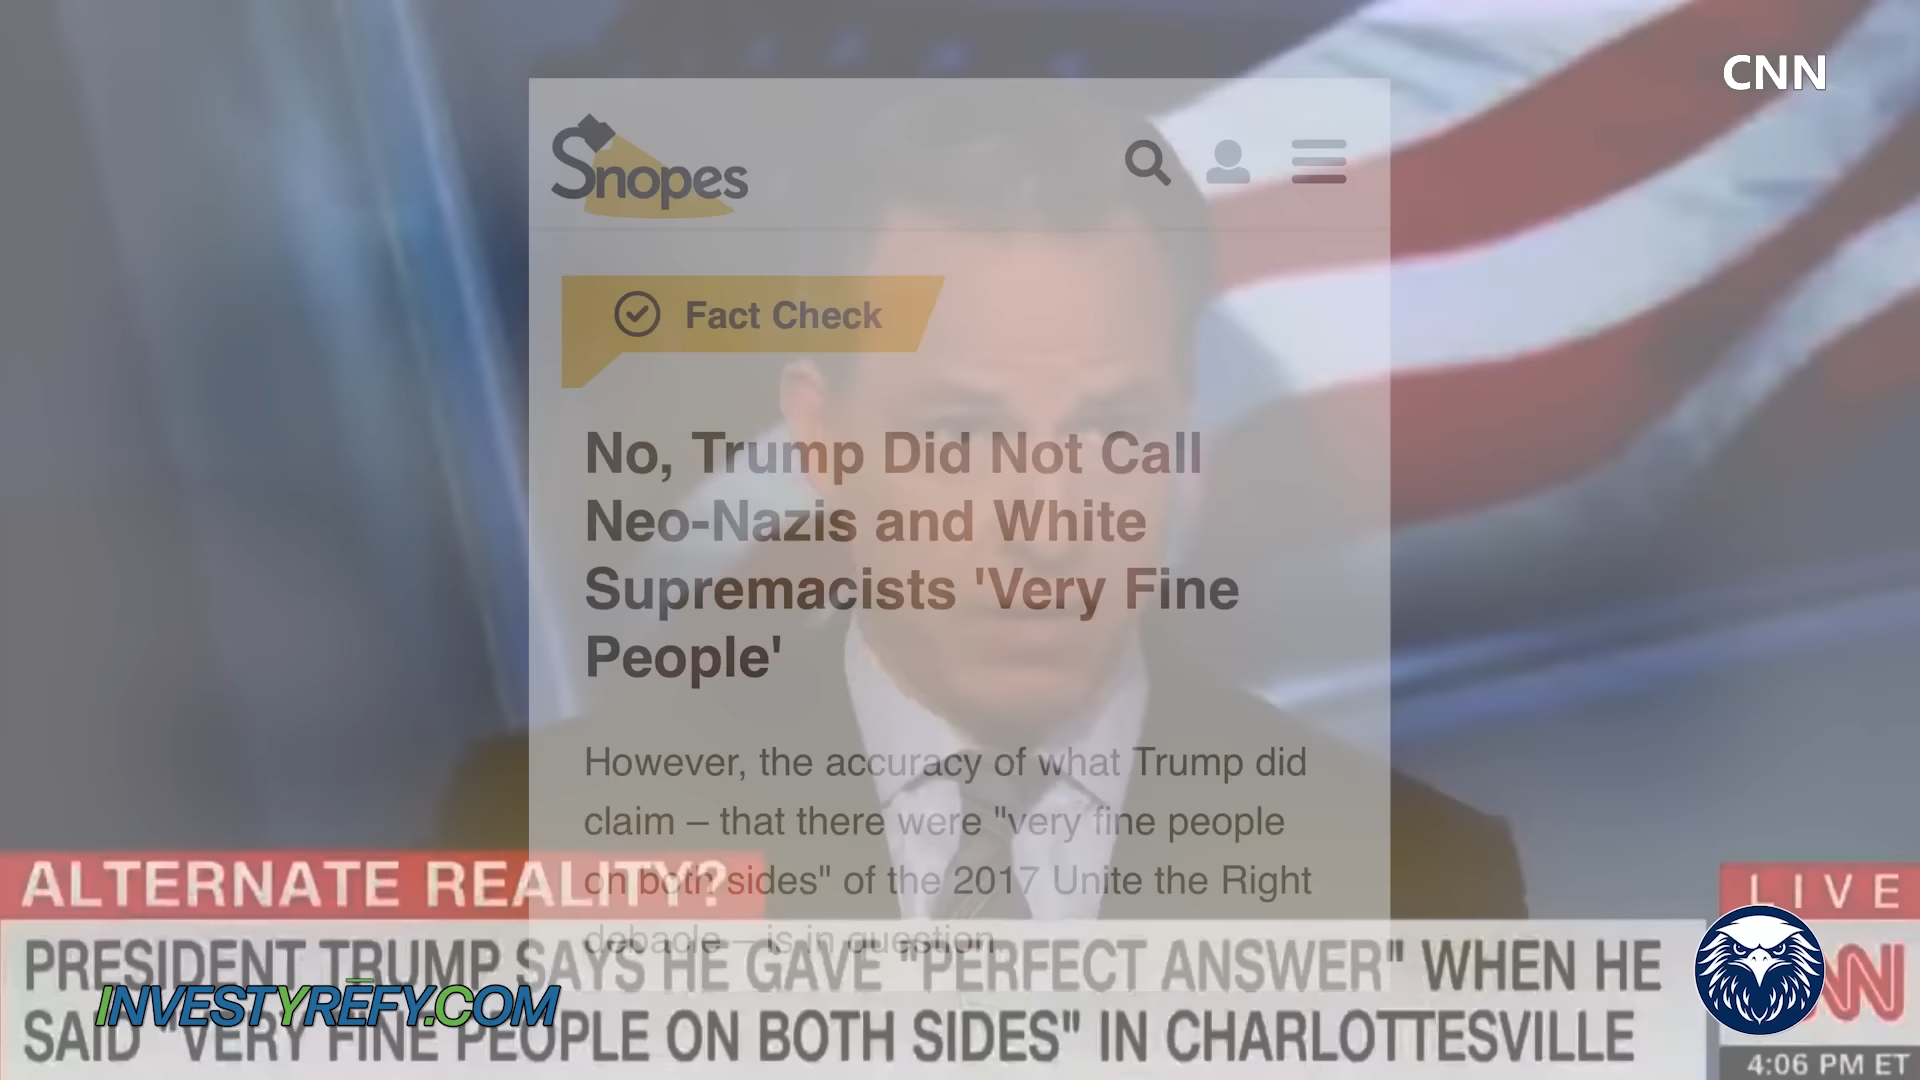 CNN
Snopes
Fact Check
No, Trump Did Not Call
Neo-Nazis and White
Supremacists 'Very Fine
People'
However, the accuracy of what Trump did
claim – that there were "very fine people
on both sides" of the 2017 Unite the Right
debacle – is in question.
ALTERNATE REALITY?
LIVE
PRESIDENT TRUMP SAYS HE GAVE "PERFECT ANSWER" WHEN HE
SAID "VERY FINE PEOPLE ON BOTH SIDES" IN CHARLOTTESVILLE
INVESTYREFY.COM
4:06 PM ET